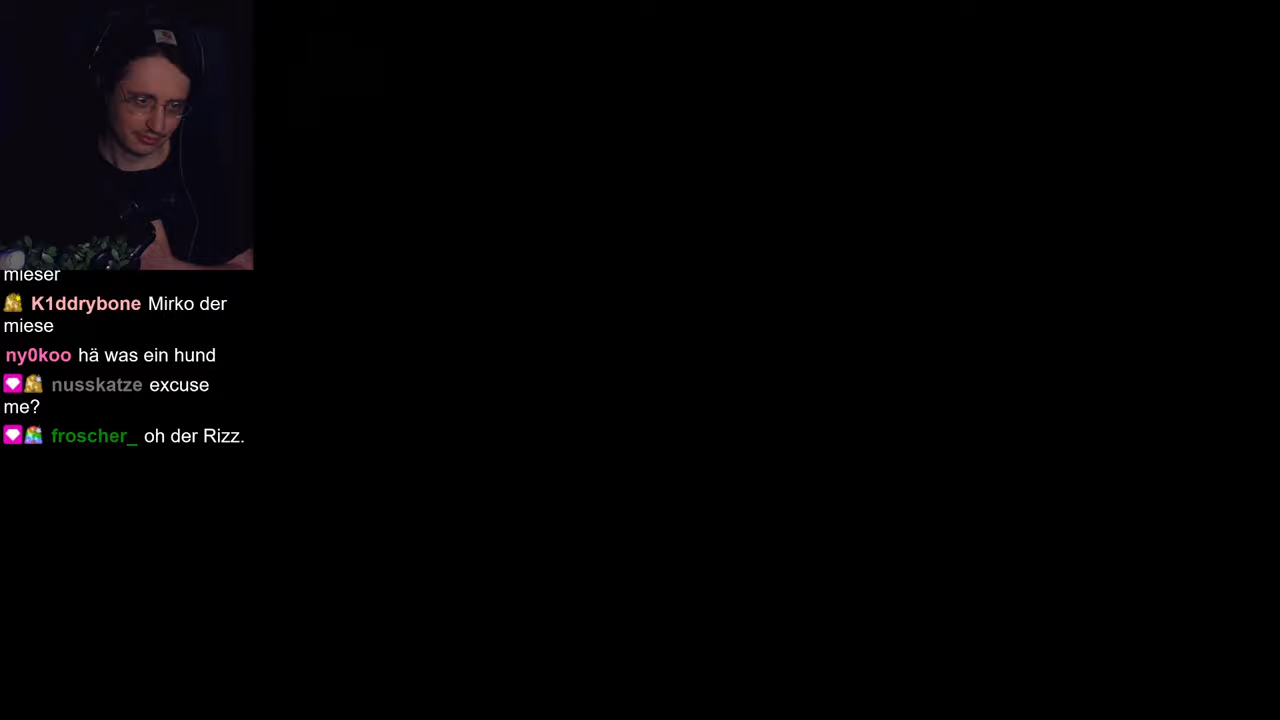 mieser
K1ddrybone Mirko der
miese
ny0koo hä was ein hund
nusskatze excuse
me?
froscher_ oh der Rizz.